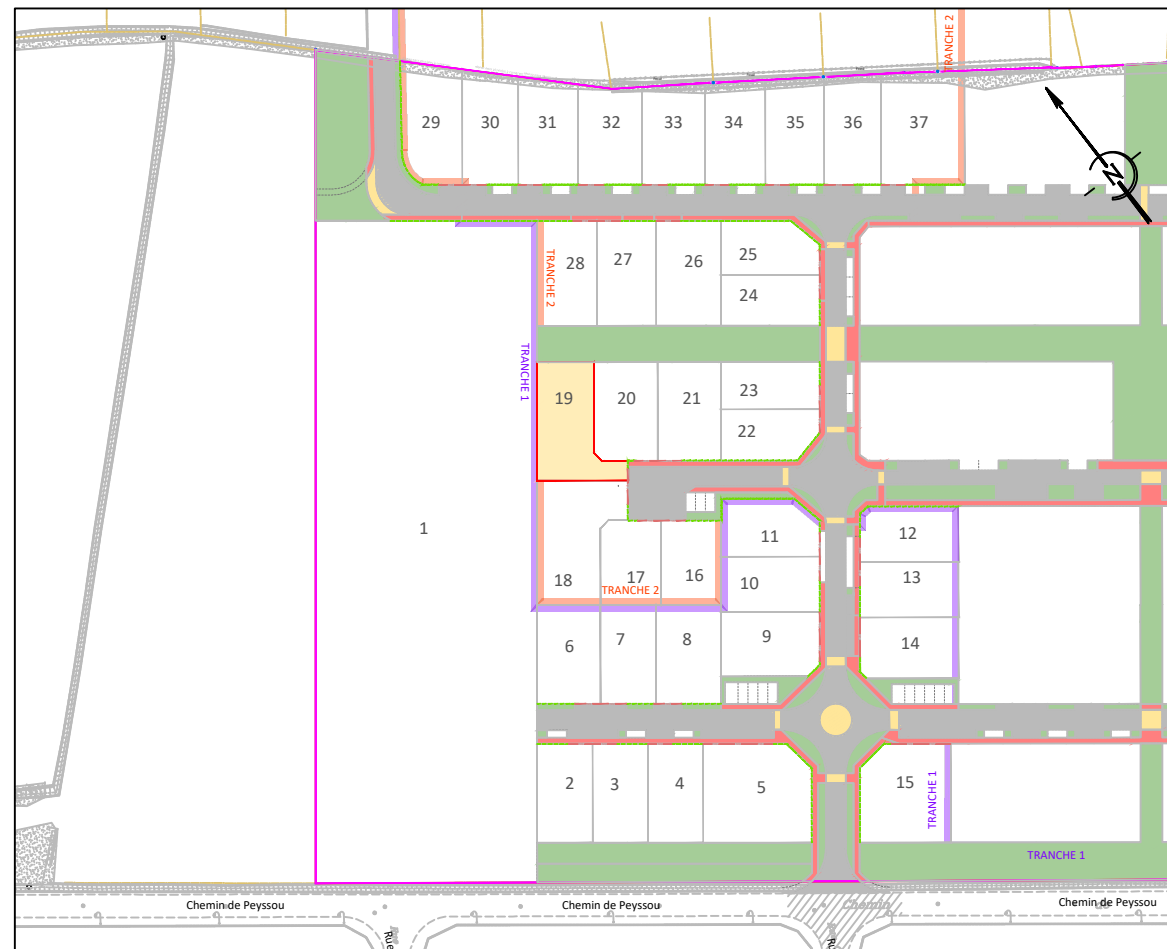 TRANCHE 2
29 30 31 32 33 34 35 36 37
N
28 27 26 25
24
TRANCHE 2
TRANCHE 1
19 20 21 23
22
1
11 12
18 17 16 10 13
TRANCHE 2
6 7 8 9 14
2 3 4 5 15
TRANCHE 1
TRANCHE 1
Chemin de Peyssou
Chemin de Peyssou
Chemin
Chemin de Peyssou
Rue